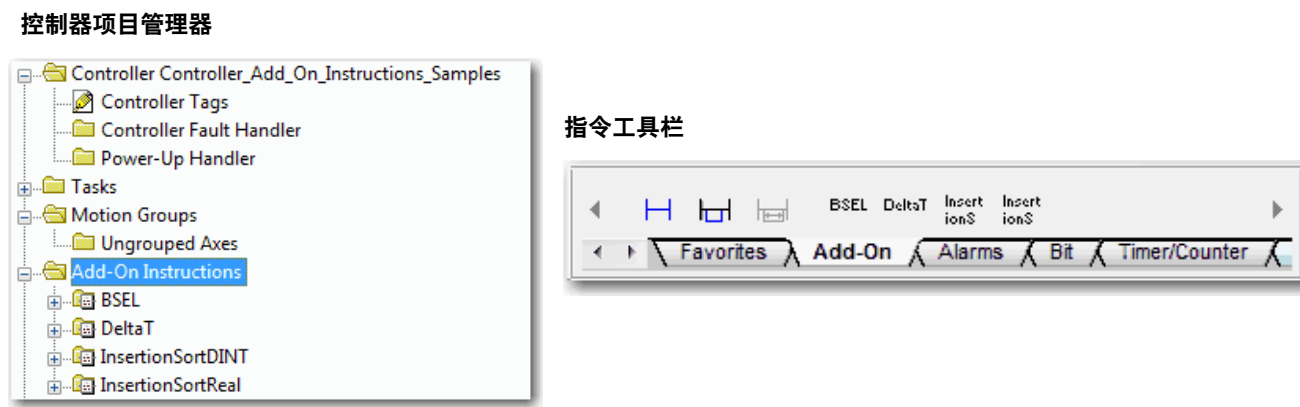 控制器项目管理器
Controller Controller_Add_On_Instructions_Samples
Controller Tags
Controller Fault Handler
Power-Up Handler
Tasks
Motion Groups
Ungrouped Axes
Add-On Instructions
BSEL
DeltaT
InsertionSortDINT
InsertionSortReal
指令工具栏
BSEL DeltaT Insert Insert
ionS ionS
Favorites Add-On Alarms Bit Timer/Counter